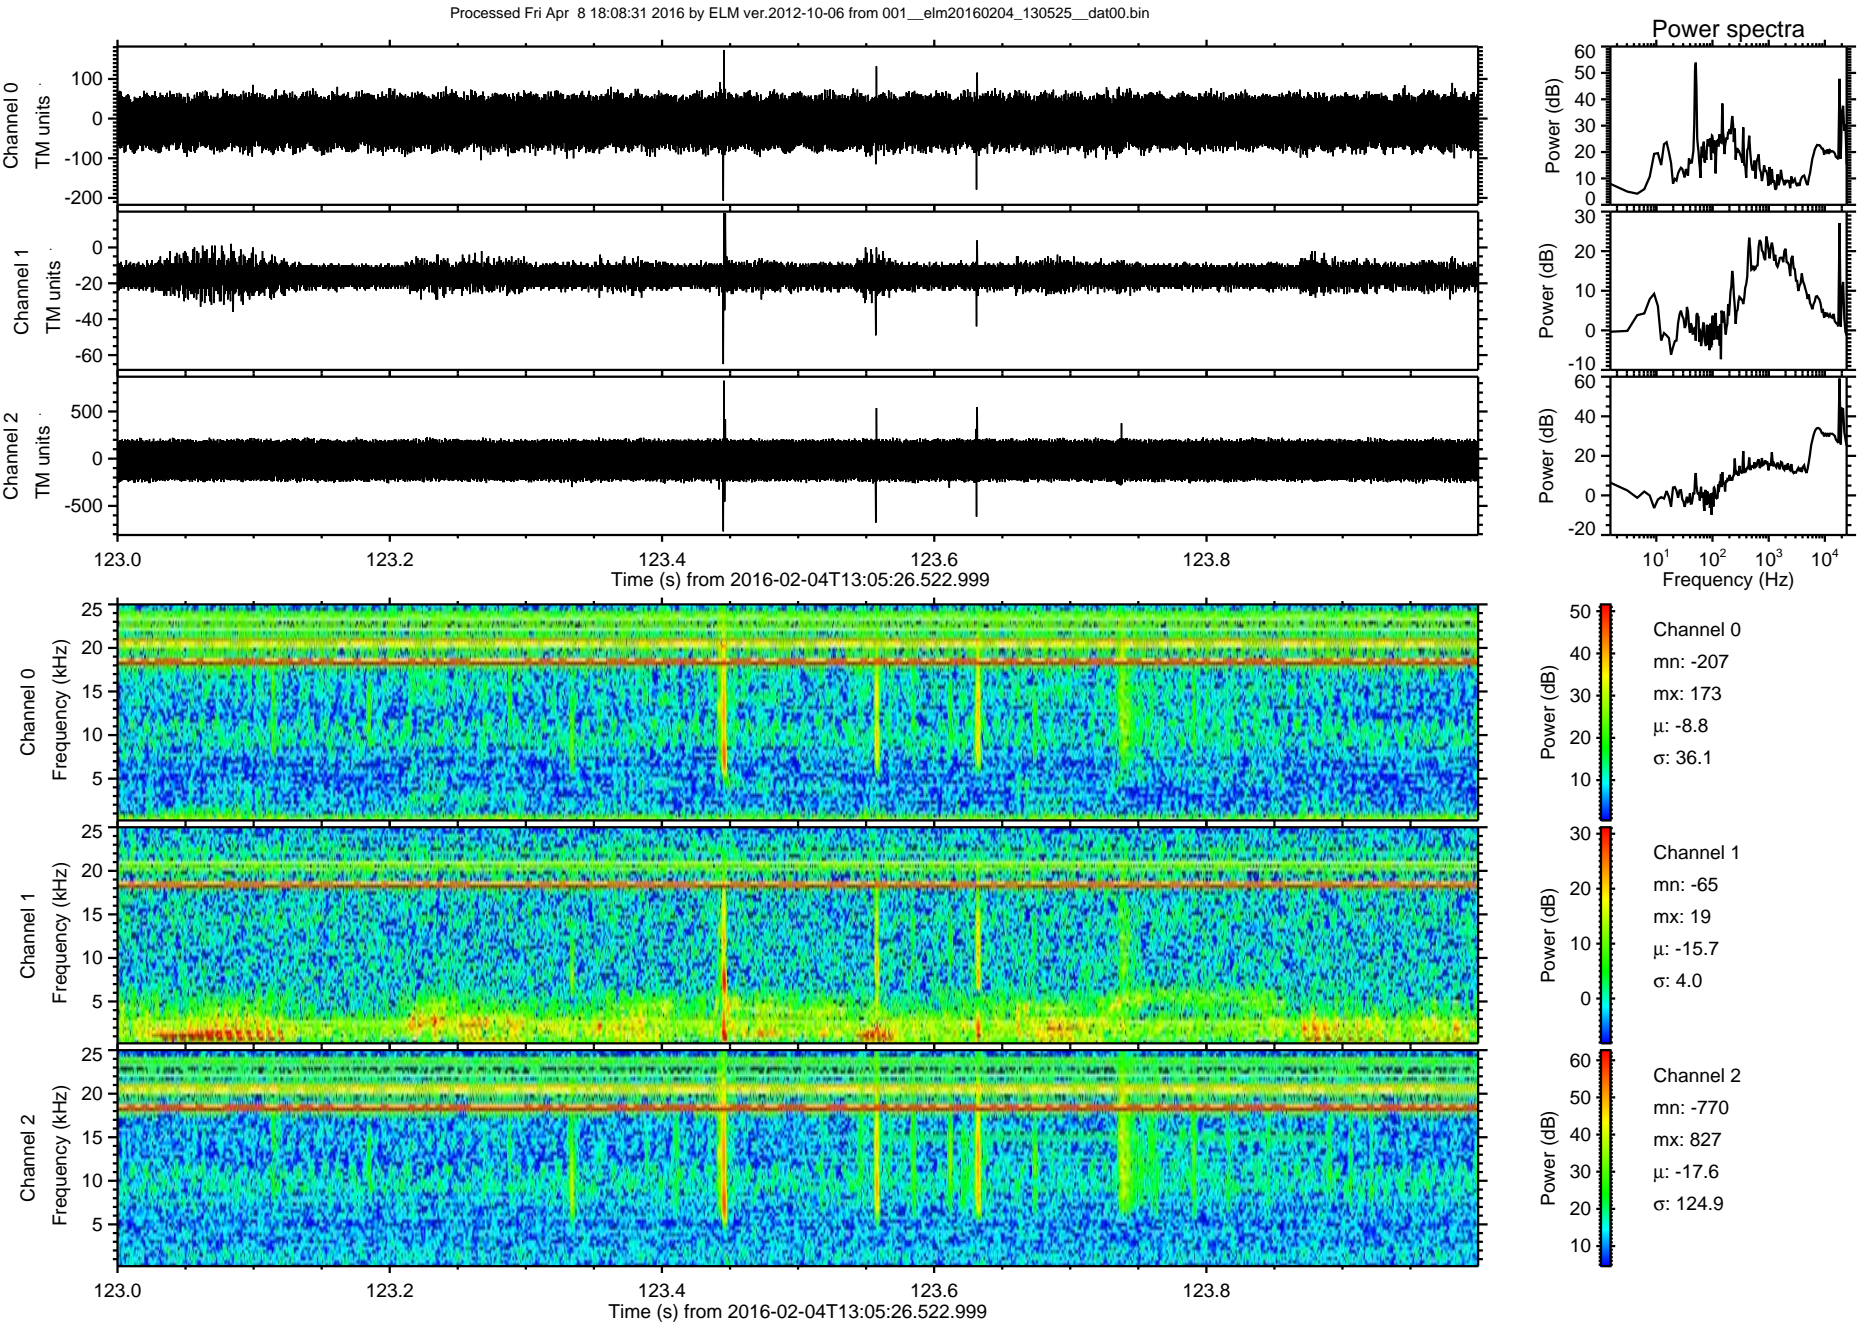 Processed Fri Apr  8 18:08:31 2016 by ELM ver.2012-10-06 from 001__elm20160204_130525__dat00.bin
Power spectra
Channel 0
TM units
100
0
-100
-200
Power (dB)
60
50
40
30
20
10
0
Channel 1
TM units
0
-20
-40
-60
Power (dB)
30
20
10
0
-10
Channel 2
TM units
500
0
-500
Power (dB)
60
40
20
0
-20
123.0 123.2 123.4 123.6 123.8
Time (s) from 2016-02-04T13:05:26.522.999
10¹ 10² 10³ 10⁴
Frequency (Hz)
Channel 0
Frequency (kHz)
25
20
15
10
5
Power (dB)
50
40
30
20
10
Channel 0
mn: -207
mx: 173
μ: -8.8
σ: 36.1
Channel 1
Frequency (kHz)
25
20
15
10
5
Power (dB)
30
20
10
0
Channel 1
mn: -65
mx: 19
μ: -15.7
σ: 4.0
Channel 2
Frequency (kHz)
25
20
15
10
5
Power (dB)
60
50
40
30
20
10
Channel 2
mn: -770
mx: 827
μ: -17.6
σ: 124.9
123.0 123.2 123.4 123.6 123.8
Time (s) from 2016-02-04T13:05:26.522.999